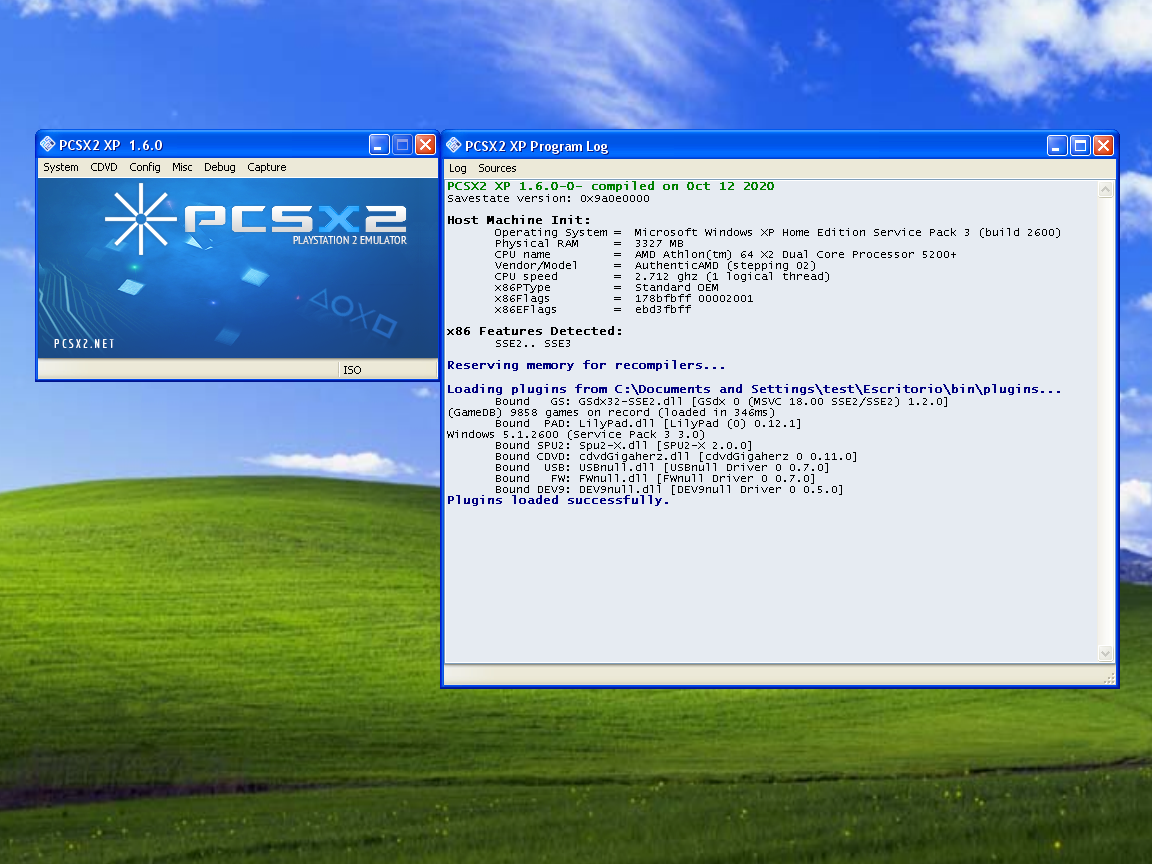 PCSX2 XP 1.6.0
System CDVD Config Misc Debug Capture
PCSX2
PLAYSTATION 2 EMULATOR
PCSX2.NET
ISO
PCSX2 XP Program Log
Log Sources
PCSX2 XP 1.6.0-0- compiled on Oct 12 2020
Savestate version: 0x9a0e0000
Host Machine Init:
Operating System = Microsoft Windows XP Home Edition Service Pack 3 (build 2600)
Physical RAM = 3327 MB
CPU name = AMD Athlon(tm) 64 X2 Dual Core Processor 5200+
Vendor/Model = AuthenticAMD (stepping 02)
CPU speed = 2.712 ghz (1 logical thread)
x86PType = Standard OEM
x86Flags = 178bfbff 00002001
x86EFlags = ebd3fbff
x86 Features Detected:
SSE2.. SSE3
Reserving memory for recompilers...
Loading plugins from C:\Documents and Settings\test\Escritorio\bin\plugins...
Bound GS: GSdx32-SSE2.dll [GSdx 0 (MSVC 18.00 SSE2/SSE2) 1.2.0]
(GameDB) 9858 games on record (loaded in 346ms)
Bound PAD: LilyPad.dll [LilyPad (0) 0.12.1]
Windows 5.1.2600 (Service Pack 3 3.0)
Bound SPU2: Spu2-X.dll [SPU2-X 2.0.0]
Bound CDVD: cdvdGigaherz.dll [cdvdGigaherz 0 0.11.0]
Bound USB: USBnull.dll [USBnull Driver 0 0.7.0]
Bound FW: FWnull.dll [FWnull Driver 0 0.7.0]
Bound DEV9: DEV9null.dll [DEV9null Driver 0 0.5.0]
Plugins loaded successfully.